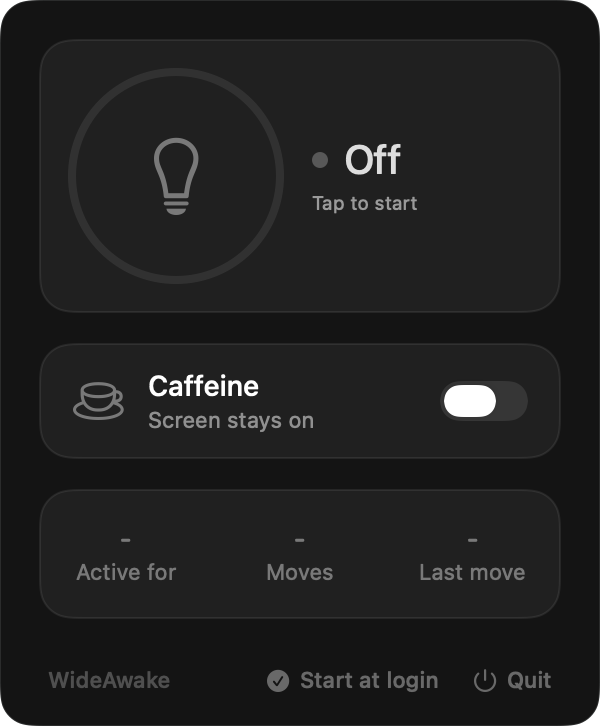 Off
Tap to start
Caffeine
Screen stays on
- - -
Active for Moves Last move
WideAwake Start at login Quit